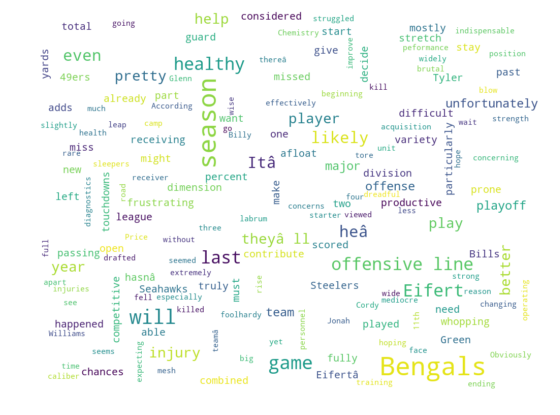 going
struggled
considered
total
help
Chemistry
indispensable
start
mostly
improve
guard
stretch
peformance
position
yards
even
thereâ
decide
widely
healthy
give
stay
brutal
49ers
Glenn
missed
Tyler
past
pretty
kill
blow
already
part
want
beginning
unfortunately
adds
According
wise
effectively
acquisition
wait
strength
slightly
much
leap
player
difficult
miss
camp
go
Billy
one
tore
unit
particularly
health
season
afloat
variety
hope
receiving
might
likely
rare
sleepers
percent
Itâ
major
division
concerning
new
diagnostics
receiver
make
offense
prone
dimension
four
dreadful
left
touchdowns
road
frustrating
concerns
two
productive
playoff
league
labrum
starter
viewed
less
three
heâ
play
full
Price
without
last
theyâ ll
scored
open
passing
drafted
seemed
contribute
Bills
better
year
offensive line
apart
hasnâ
extremely
Steelers
strong
injuries
Seahawks
truly
rise
must
Eifert
reason
operating
see
competitive
fell
especially
wide
mediocre
changing
killed
Cordy
11th
happened
will
foolhardy
team
personnel
need
whopping
Williams
able
teamâ
Jonah
played
Green
yet
hoping
seems
injury
game
Bengals
expecting
big
fully
face
Obviously
time
chances
mesh
caliber
combined
Eifertâ
training
ending